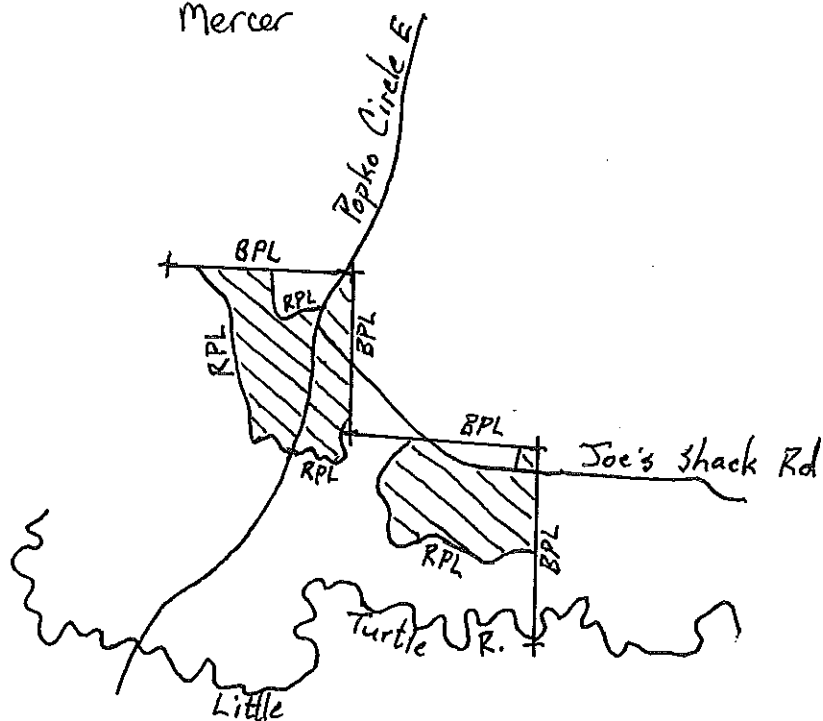 Mercer
Popko Circle E
BPL
RPL
RPL
BPL
BPL
Joe's Shack Rd
RPL
RPL
BPL
Turtle R.
Little